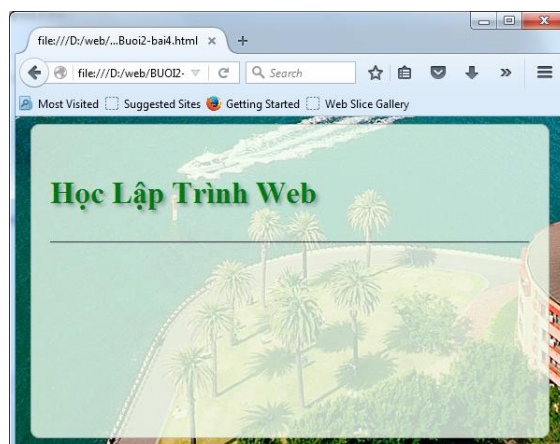 file:///D:/web/...Buoi2-bai4.html
file:///D:/web/BUOI2-
Search
Most Visited Suggested Sites Getting Started Web Slice Gallery
Học Lập Trình Web